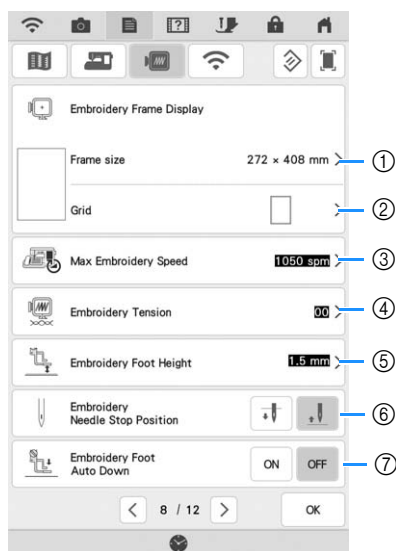 Embroidery Frame Display
Frame size 272 × 408 mm ①
Grid ②
Max Embroidery Speed 1050 spm ③
Embroidery Tension 00 ④
Embroidery Foot Height 1.5 mm ⑤
Embroidery
Needle Stop Position ⑥
Embroidery Foot
Auto Down ON OFF ⑦
8 / 12 OK